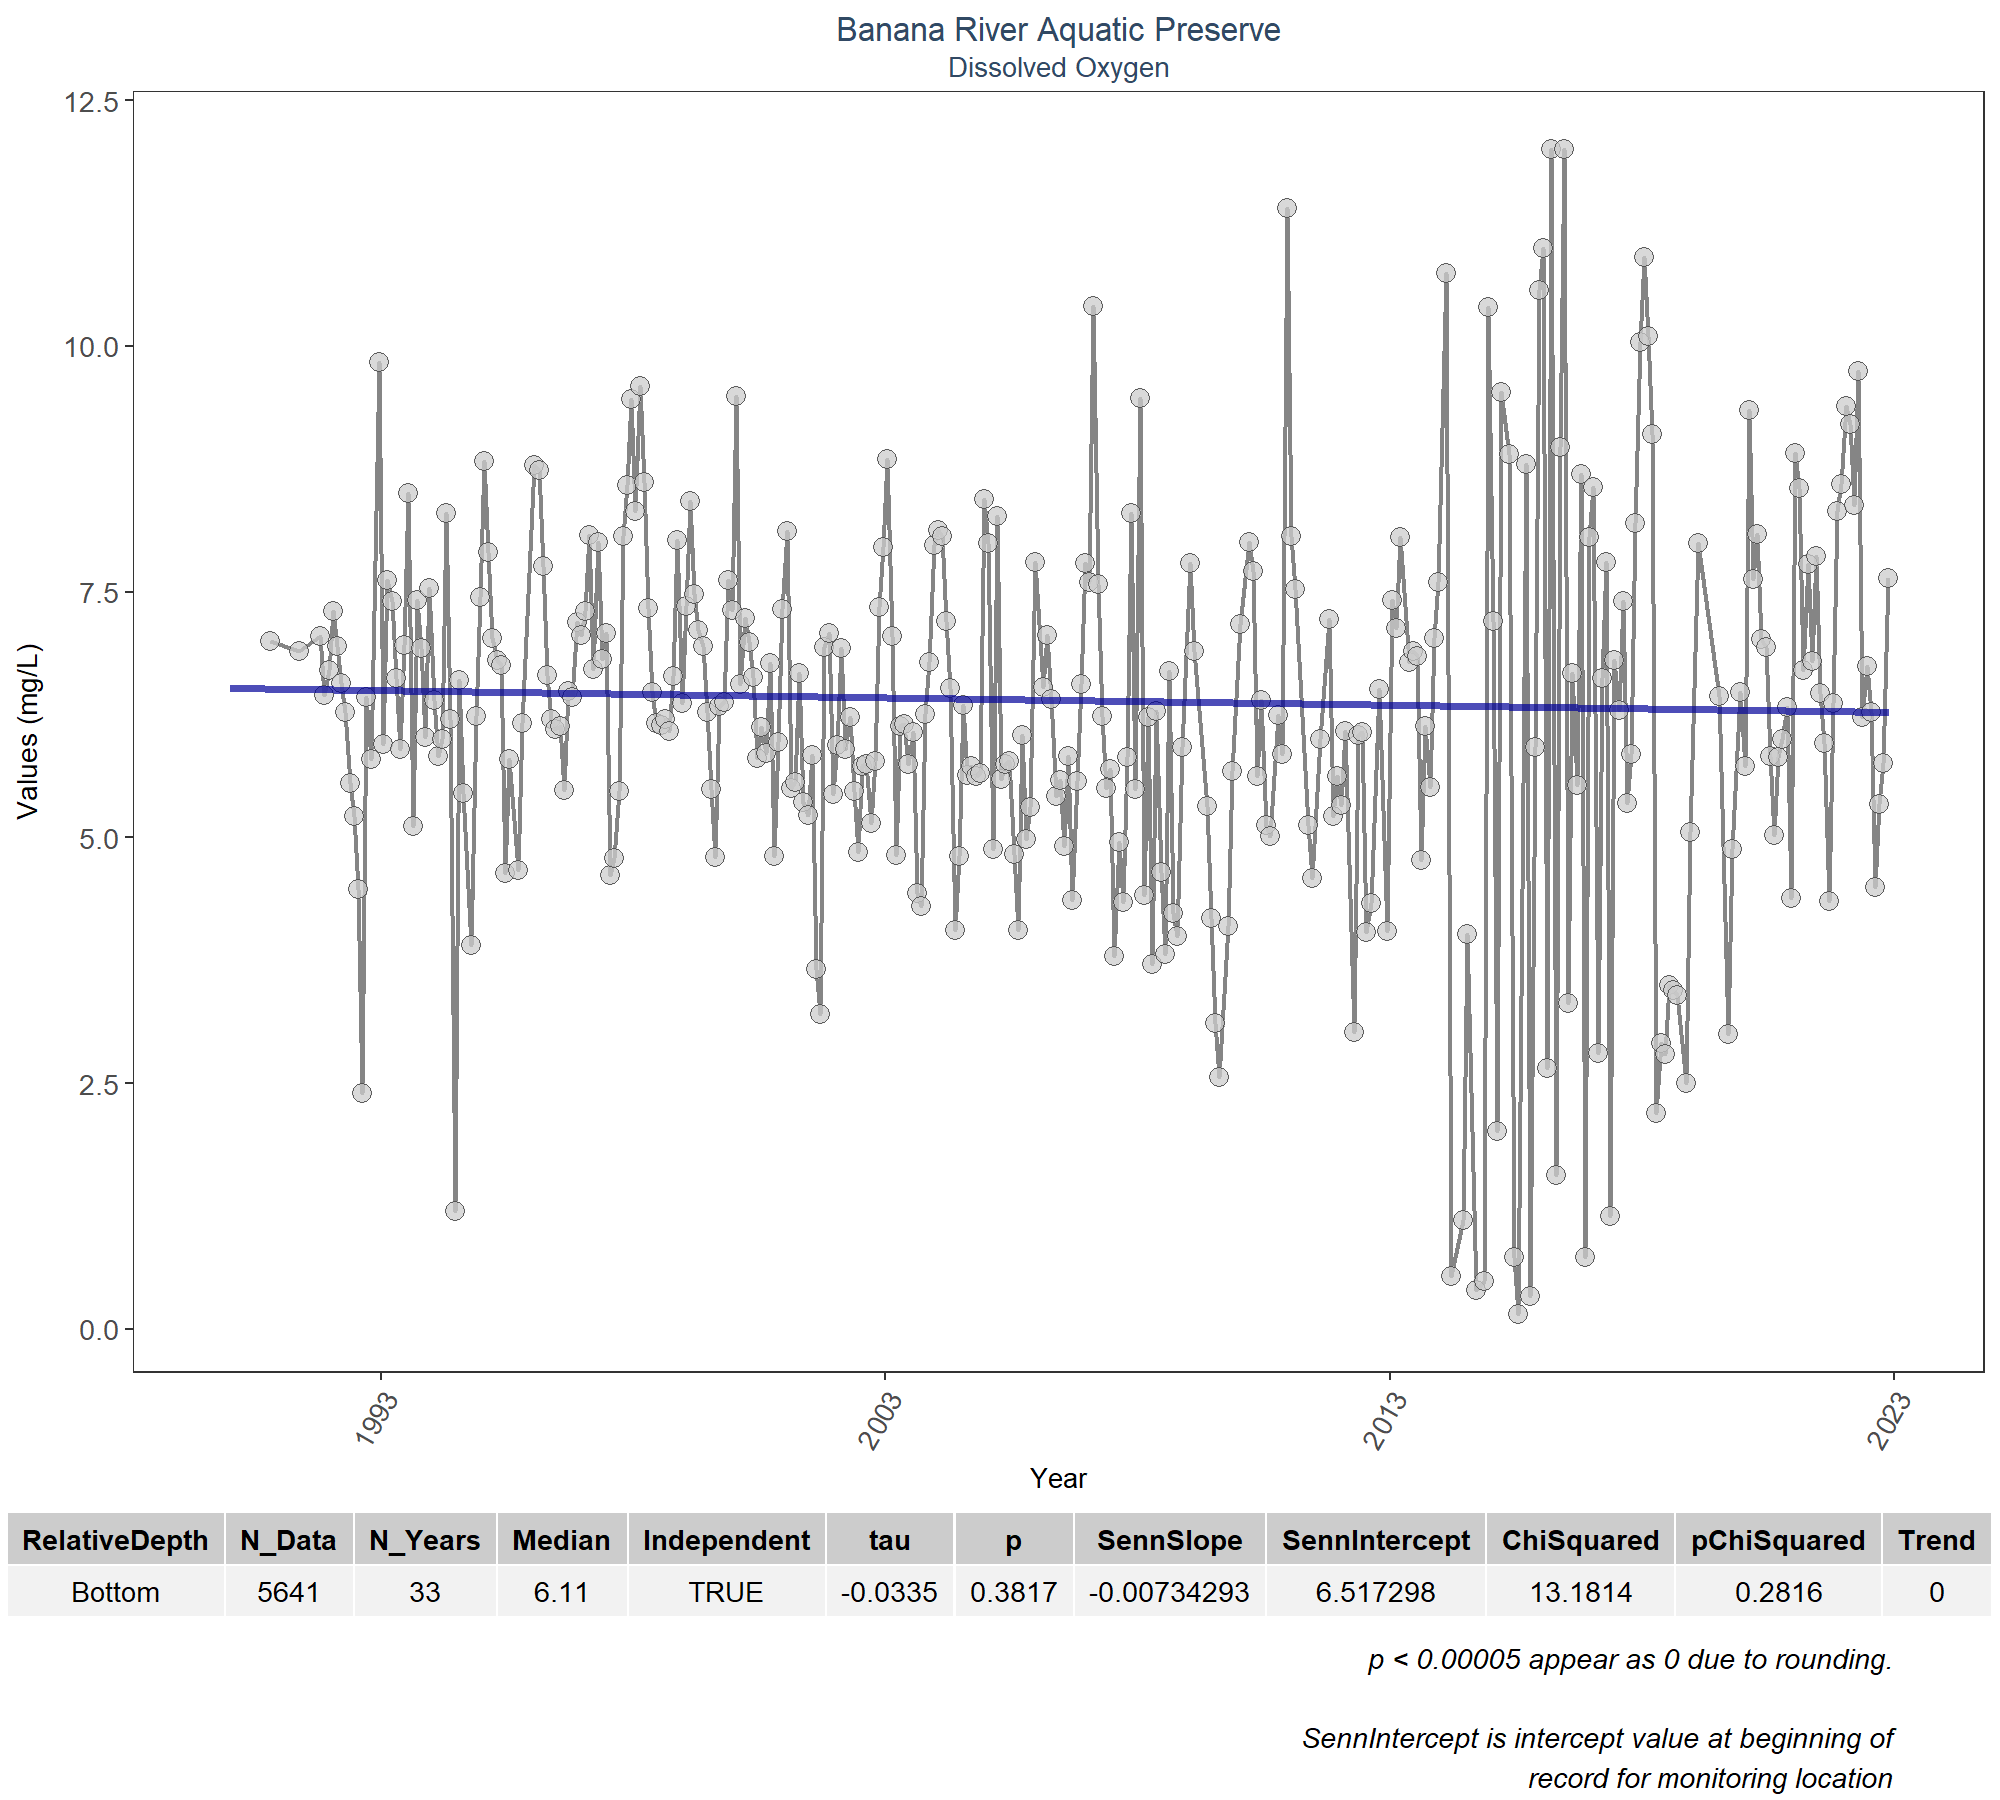 Banana River Aquatic Preserve
Dissolved Oxygen
12.5
10.0
7.5
5.0
2.5
0.0
Values (mg/L)
1993
2003
2013
2023
Year
RelativeDepth N_Data N_Years Median Independent tau p SennSlope SennIntercept ChiSquared pChiSquared Trend
Bottom 5641 33 6.11 TRUE -0.0335 0.3817 -0.00734293 6.517298 13.1814 0.2816 0
p < 0.00005 appear as 0 due to rounding.
SennIntercept is intercept value at beginning of
record for monitoring location